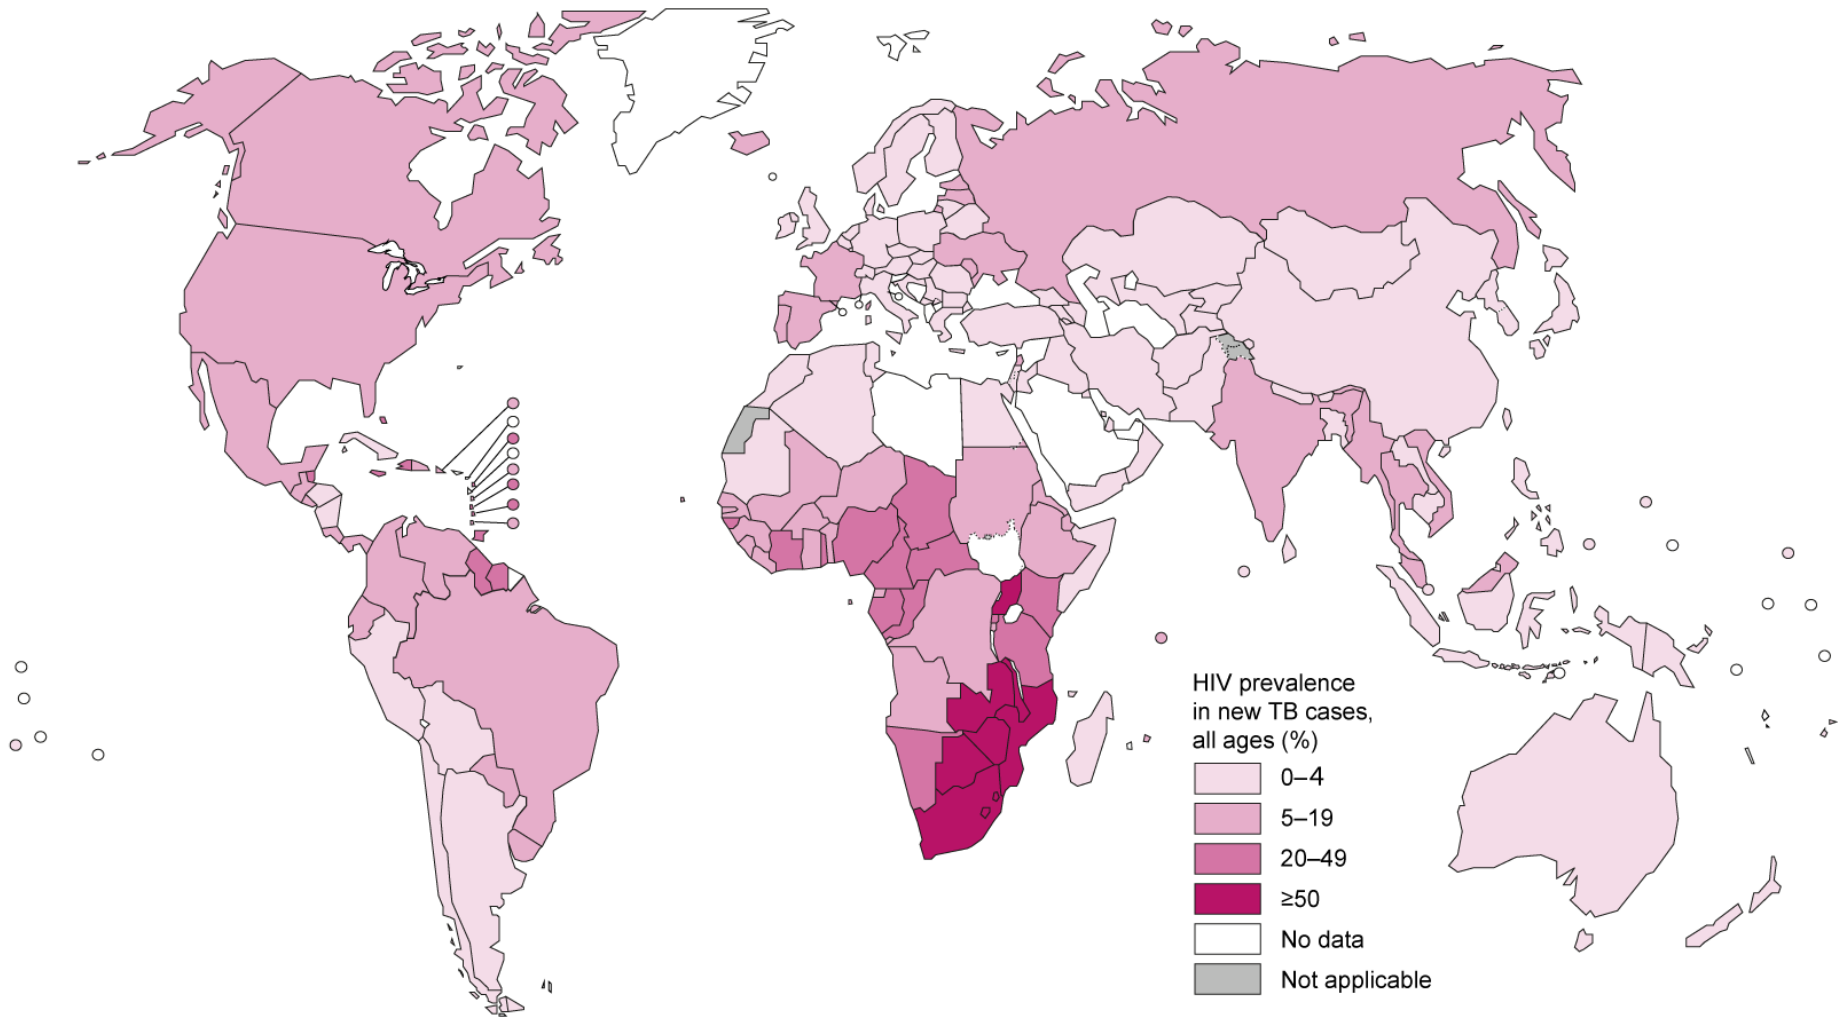 HIV prevalence
in new TB cases,
all ages (%)
0–4
5–19
20–49
≥50
No data
Not applicable